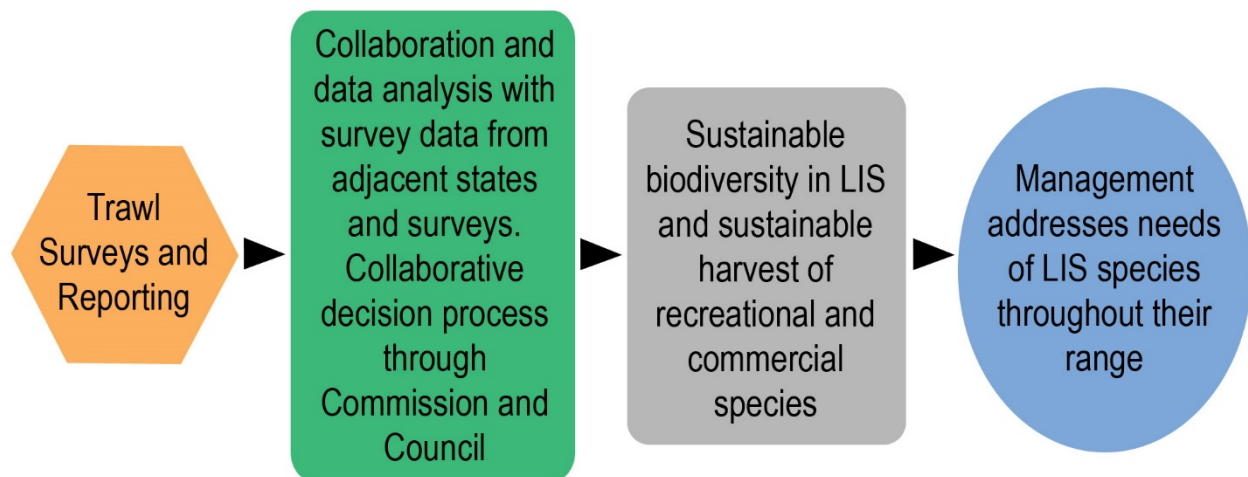 Trawl
Surveys and
Reporting
Collaboration and
data analysis with
survey data from
adjacent states
and surveys.
Collaborative
decision process
through
Commission and
Council
Sustainable
biodiversity in LIS
and sustainable
harvest of
recreational and
commercial
species
Management
addresses needs
of LIS species
throughout their
range